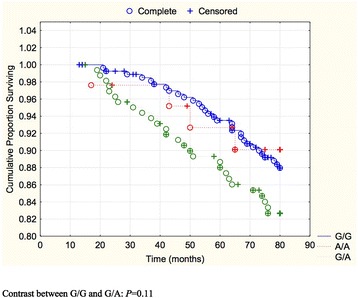 Complete Censored
1.04
1.02
1.00
0.98
0.96
0.94
0.92
0.90
0.88
0.86
0.84
0.82
0.80
Cumulative Proportion Surviving
0 10 20 30 40 50 60 70 80 90
Time (months)
G/G
A/A
G/A
Contrast between G/G and G/A: P=0.11